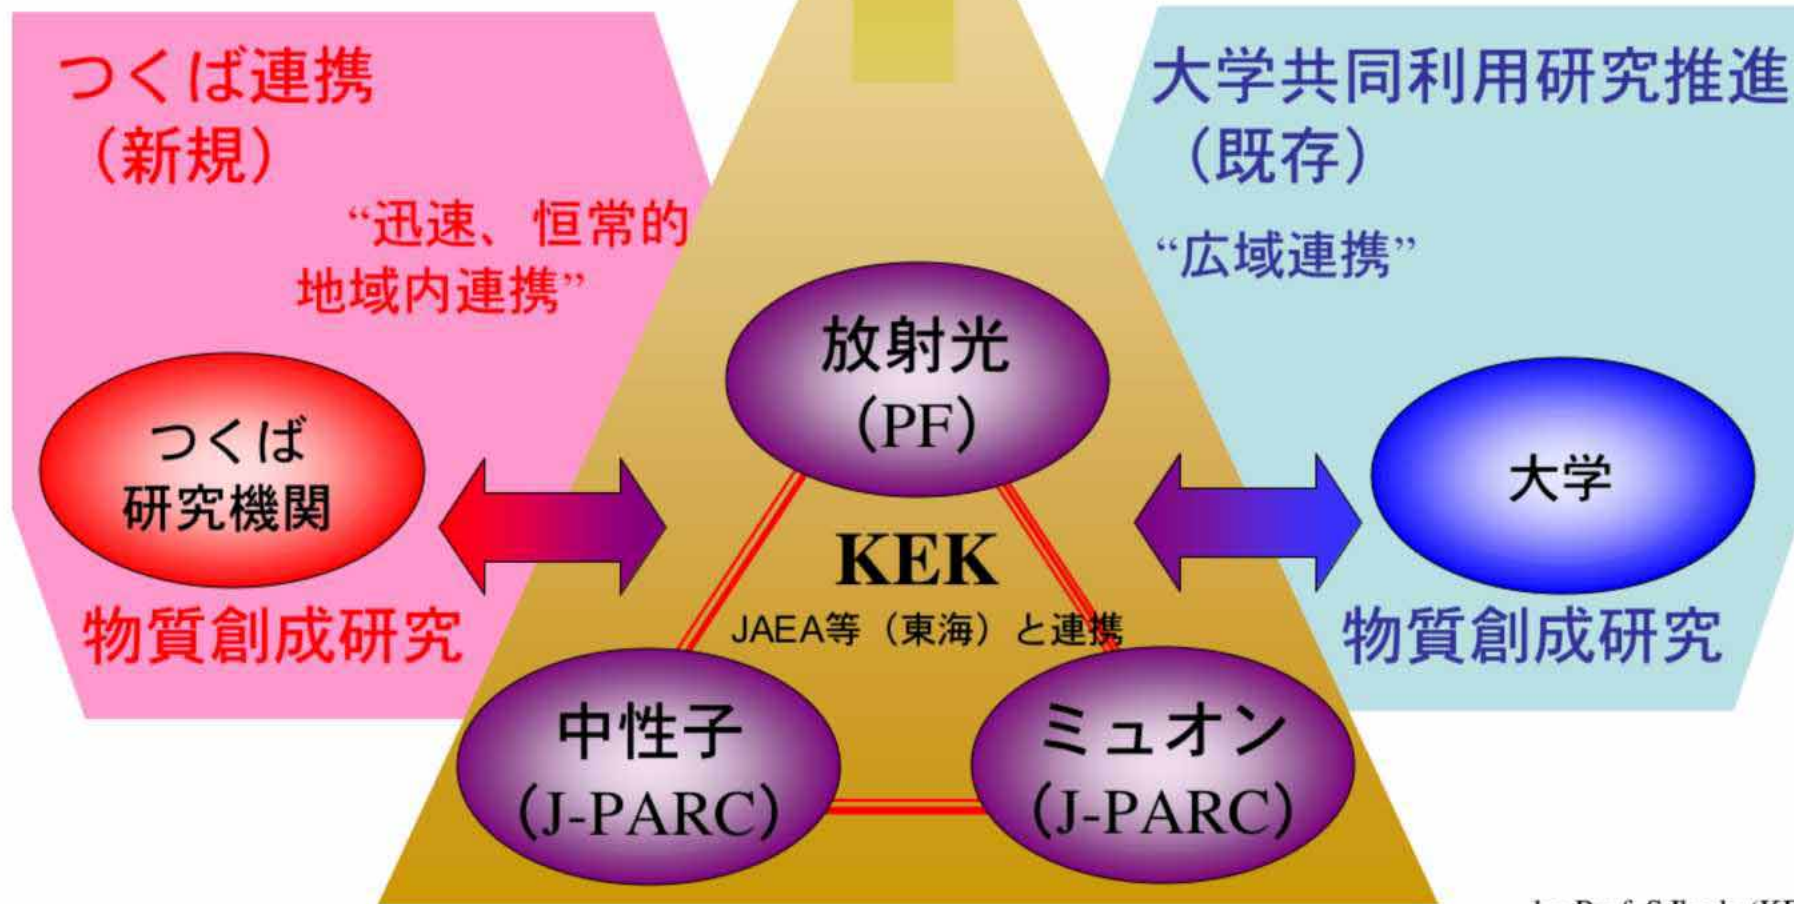 つくば連携
（新規）
“迅速、恒常的
地域内連携”
つくば
研究機関
物質創成研究
放射光
（PF）
KEK
JAEA等（東海）と連携
中性子
（J-PARC）
ミュオン
（J-PARC）
大学共同利用研究推進
（既存）
“広域連携”
大学
物質創成研究